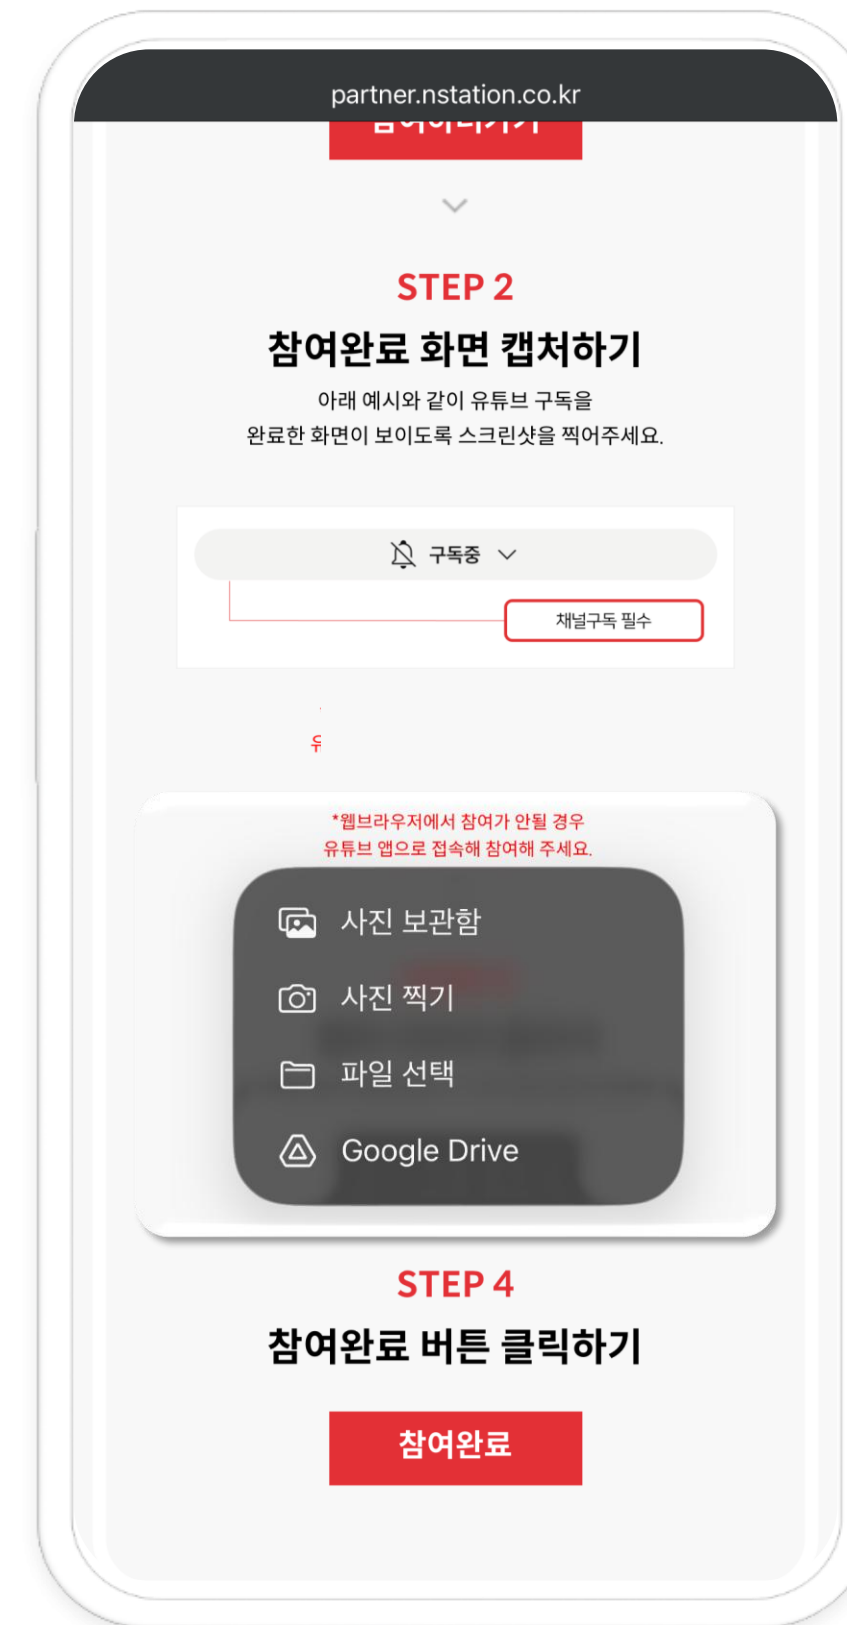 partner.nstation.co.kr
STEP 2
참여완료 화면 캡처하기
아래 예시와 같이 유튜브 구독을
완료한 화면이 보이도록 스크린샷을 찍어주세요.
구독중
채널구독 필수
*웹브라우저에서 참여가 안될 경우
유튜브 앱으로 접속해 참여해 주세요.
사진 보관함
사진 찍기
파일 선택
Google Drive
STEP 4
참여완료 버튼 클릭하기
참여완료